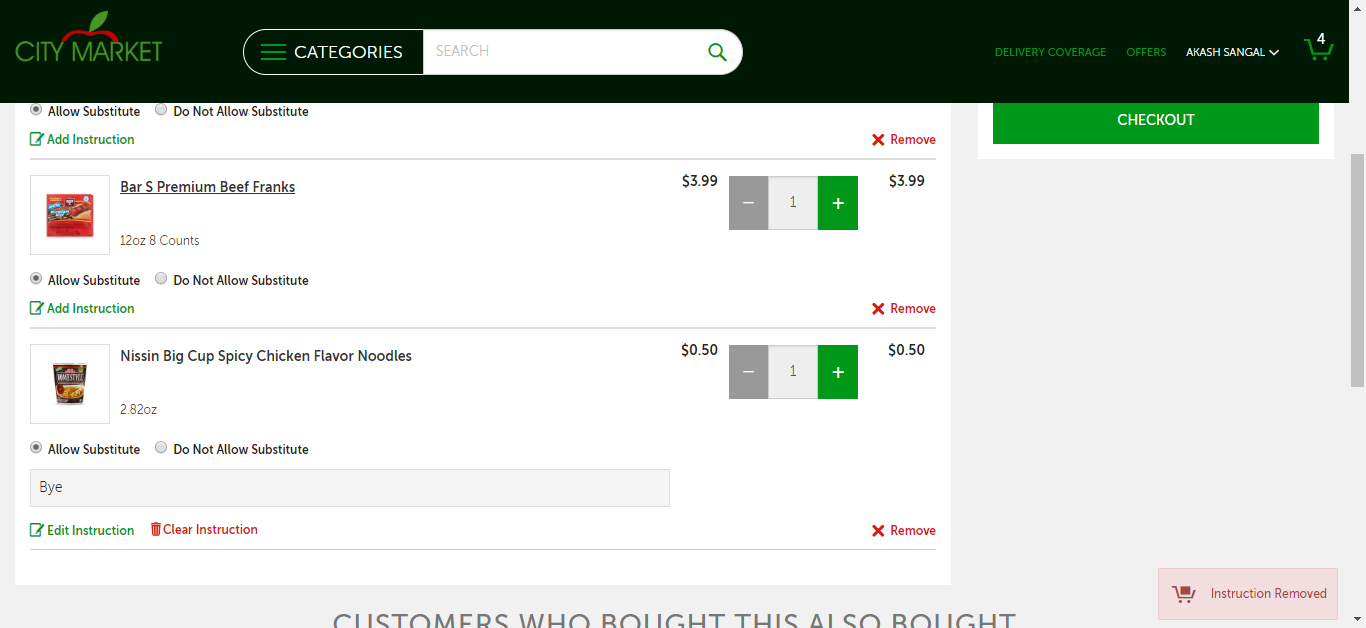 CITY MARKET
CATEGORIES
SEARCH
DELIVERY COVERAGE
OFFERS
AKASH SANGAL
4
Allow Substitute Do Not Allow Substitute
Add Instruction
Remove
CHECKOUT
Bar S Premium Beef Franks
$3.99
− 1 +
$3.99
12oz 8 Counts
Allow Substitute Do Not Allow Substitute
Add Instruction
Remove
Nissin Big Cup Spicy Chicken Flavor Noodles
$0.50
− 1 +
$0.50
HOMESTYLE
2.82oz
Allow Substitute Do Not Allow Substitute
Bye
Edit Instruction Clear Instruction
Remove
Instruction Removed
CUSTOMERS WHO BOUGHT THIS ALSO BOUGHT